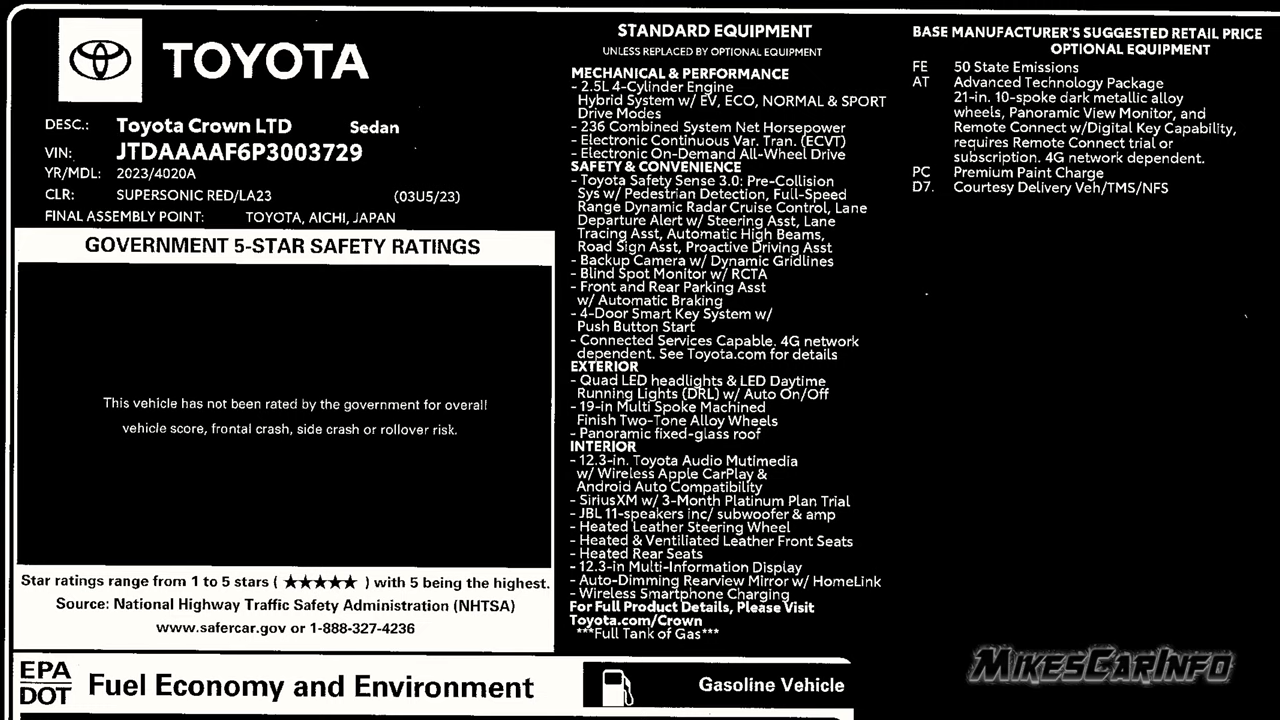 TOYOTA
DESC.: Toyota Crown LTD Sedan
VIN: JTDAAAAF6P3003729
YR/MDL: 2023/4020A
CLR: SUPERSONIC RED/LA23 (03U5/23)
FINAL ASSEMBLY POINT: TOYOTA, AICHI, JAPAN
GOVERNMENT 5-STAR SAFETY RATINGS
This vehicle has not been rated by the government for overall
vehicle score, frontal crash, side crash or rollover risk.
Star ratings range from 1 to 5 stars ( ★★★★★ ) with 5 being the highest.
Source: National Highway Traffic Safety Administration (NHTSA)
www.safercar.gov or 1-888-327-4236
STANDARD EQUIPMENT
UNLESS REPLACED BY OPTIONAL EQUIPMENT
MECHANICAL & PERFORMANCE
- 2.5L 4-Cylinder Engine
Hybrid System w/ EV, ECO, NORMAL & SPORT
Drive Modes
- 236 Combined System Net Horsepower
- Electronic Continuous Var. Tran. (ECVT)
- Electronic On-Demand All-Wheel Drive
SAFETY & CONVENIENCE
- Toyota Safety Sense 3.0: Pre-Collision
Sys w/ Pedestrian Detection, Full-Speed
Range Dynamic Radar Cruise Control, Lane
Departure Alert w/ Steering Asst, Lane
Tracing Asst, Automatic High Beams,
Road Sign Asst, Proactive Driving Asst
- Backup Camera w/ Dynamic Gridlines
- Blind Spot Monitor w/ RCTA
- Front and Rear Parking Asst
w/ Automatic Braking
- 4-Door Smart Key System w/
Push Button Start
- Connected Services Capable. 4G network
dependent. See Toyota.com for details
EXTERIOR
- Quad LED headlights & LED Daytime
Running Lights (DRL) w/ Auto On/Off
- 19-in Multi Spoke Machined
Finish Two-Tone Alloy Wheels
- Panoramic fixed-glass roof
INTERIOR
- 12.3-in. Toyota Audio Mutimedia
w/ Wireless Apple CarPlay &
Android Auto Compatibility
- SiriusXM w/ 3-Month Platinum Plan Trial
- JBL 11-speakers inc/ subwoofer & amp
- Heated Leather Steering Wheel
- Heated & Ventiliated Leather Front Seats
- Heated Rear Seats
- 12.3-in Multi-Information Display
- Auto-Dimming Rearview Mirror w/ HomeLink
- Wireless Smartphone Charging
For Full Product Details, Please Visit
Toyota.com/Crown
***Full Tank of Gas***
BASE MANUFACTURER'S SUGGESTED RETAIL PRICE
OPTIONAL EQUIPMENT
FE 50 State Emissions
AT Advanced Technology Package
21-in. 10-spoke dark metallic alloy
wheels, Panoramic View Monitor, and
Remote Connect w/Digital Key Capability,
requires Remote Connect trial or
subscription. 4G network dependent.
PC Premium Paint Charge
D7. Courtesy Delivery Veh/TMS/NFS
EPA
DOT
Fuel Economy and Environment
Gasoline Vehicle
MIKESCARINFO